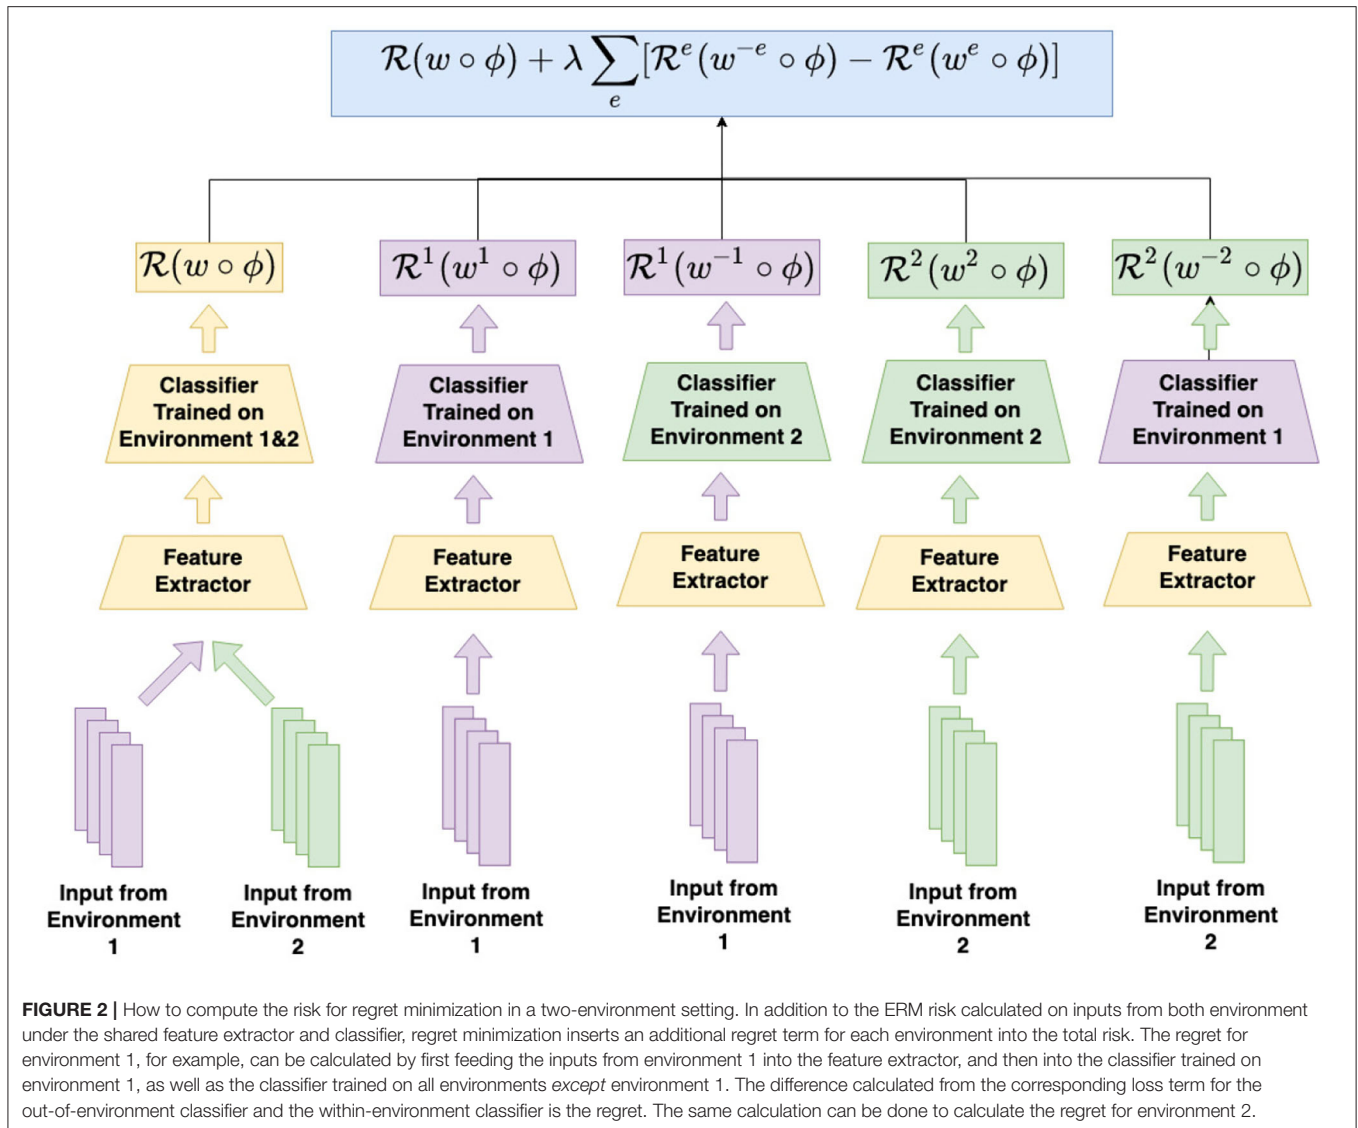 ℛ(w ∘ ϕ) + λ ∑ₑ [ℛᵉ(w⁻ᵉ ∘ ϕ) − ℛᵉ(wᵉ ∘ ϕ)]
ℛ(w ∘ ϕ)
ℛ¹(w¹ ∘ ϕ)
ℛ¹(w⁻¹ ∘ ϕ)
ℛ²(w² ∘ ϕ)
ℛ²(w⁻² ∘ ϕ)
Classifier
Trained on
Environment 1&2
Classifier
Trained on
Environment 1
Classifier
Trained on
Environment 2
Classifier
Trained on
Environment 2
Classifier
Trained on
Environment 1
Feature
Extractor
Feature
Extractor
Feature
Extractor
Feature
Extractor
Feature
Extractor
Input from
Environment
1
Input from
Environment
2
Input from
Environment
1
Input from
Environment
1
Input from
Environment
2
Input from
Environment
2
FIGURE 2 | How to compute the risk for regret minimization in a two-environment setting. In addition to the ERM risk calculated on inputs from both environment
under the shared feature extractor and classifier, regret minimization inserts an additional regret term for each environment into the total risk. The regret for
environment 1, for example, can be calculated by first feeding the inputs from environment 1 into the feature extractor, and then into the classifier trained on
environment 1, as well as the classifier trained on all environments except environment 1. The difference calculated from the corresponding loss term for the
out-of-environment classifier and the within-environment classifier is the regret. The same calculation can be done to calculate the regret for environment 2.